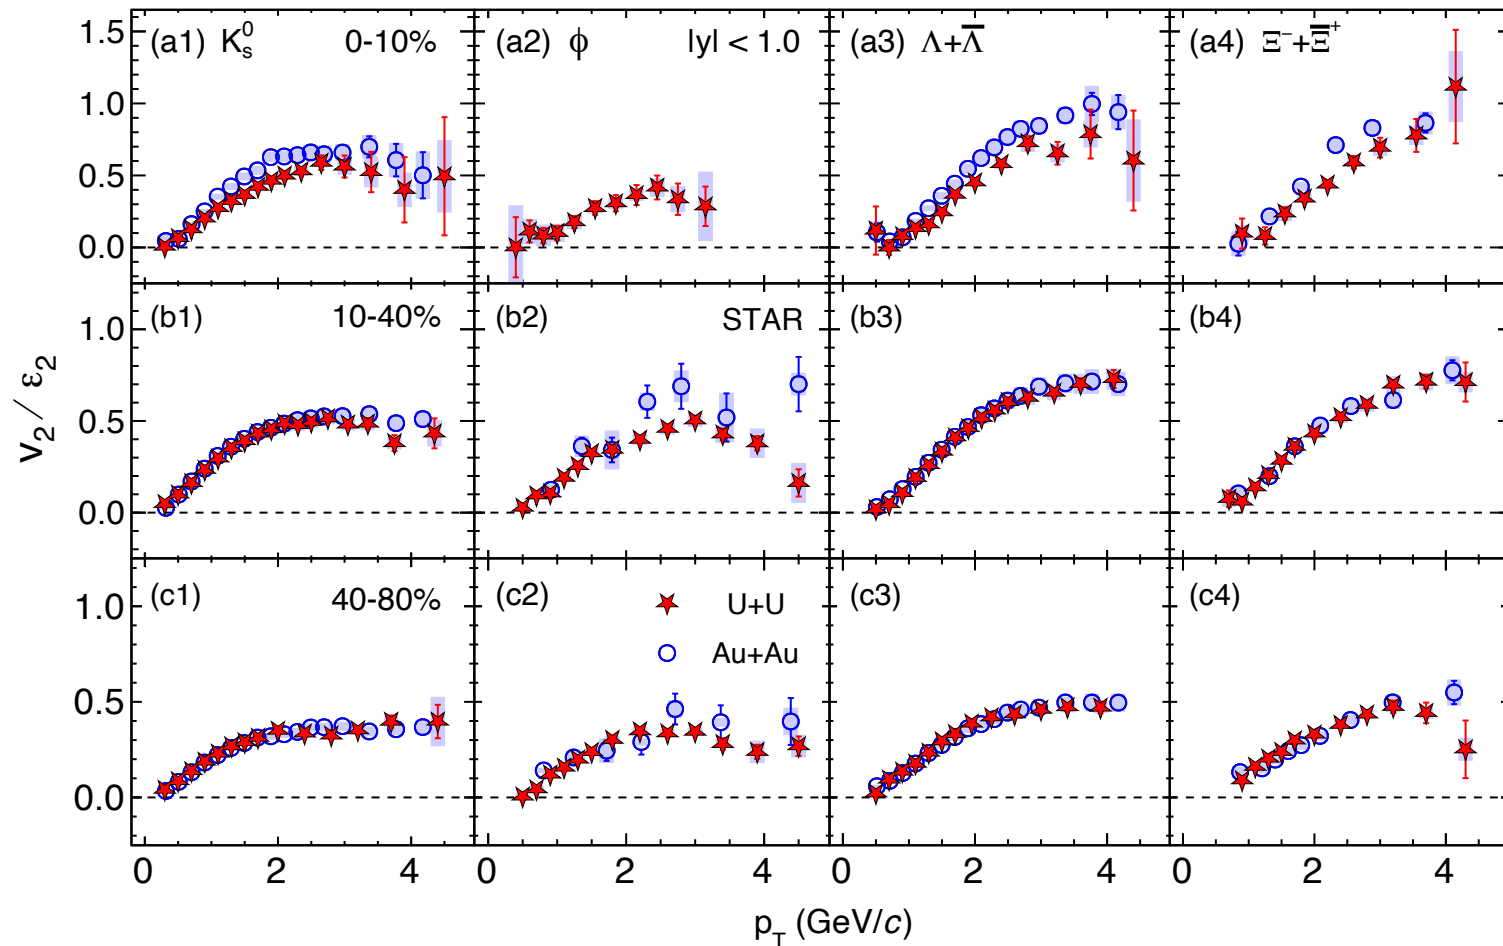 (a1) K⁰ₛ 0-10%
(a2) ϕ |y| < 1.0
(a3) Λ+Λ̅
(a4) Ξ⁻+Ξ̅⁺
1.5
1.0
0.5
0.0
(b1) 10-40%
(b2) STAR
(b3)
(b4)
1.0
0.5
0.0
v₂ / ε₂
(c1) 40-80%
(c2) U+U
Au+Au
(c3)
(c4)
1.0
0.5
0.0
0 2 4 0 2 4 0 2 4 0 2 4
p_T (GeV/c)